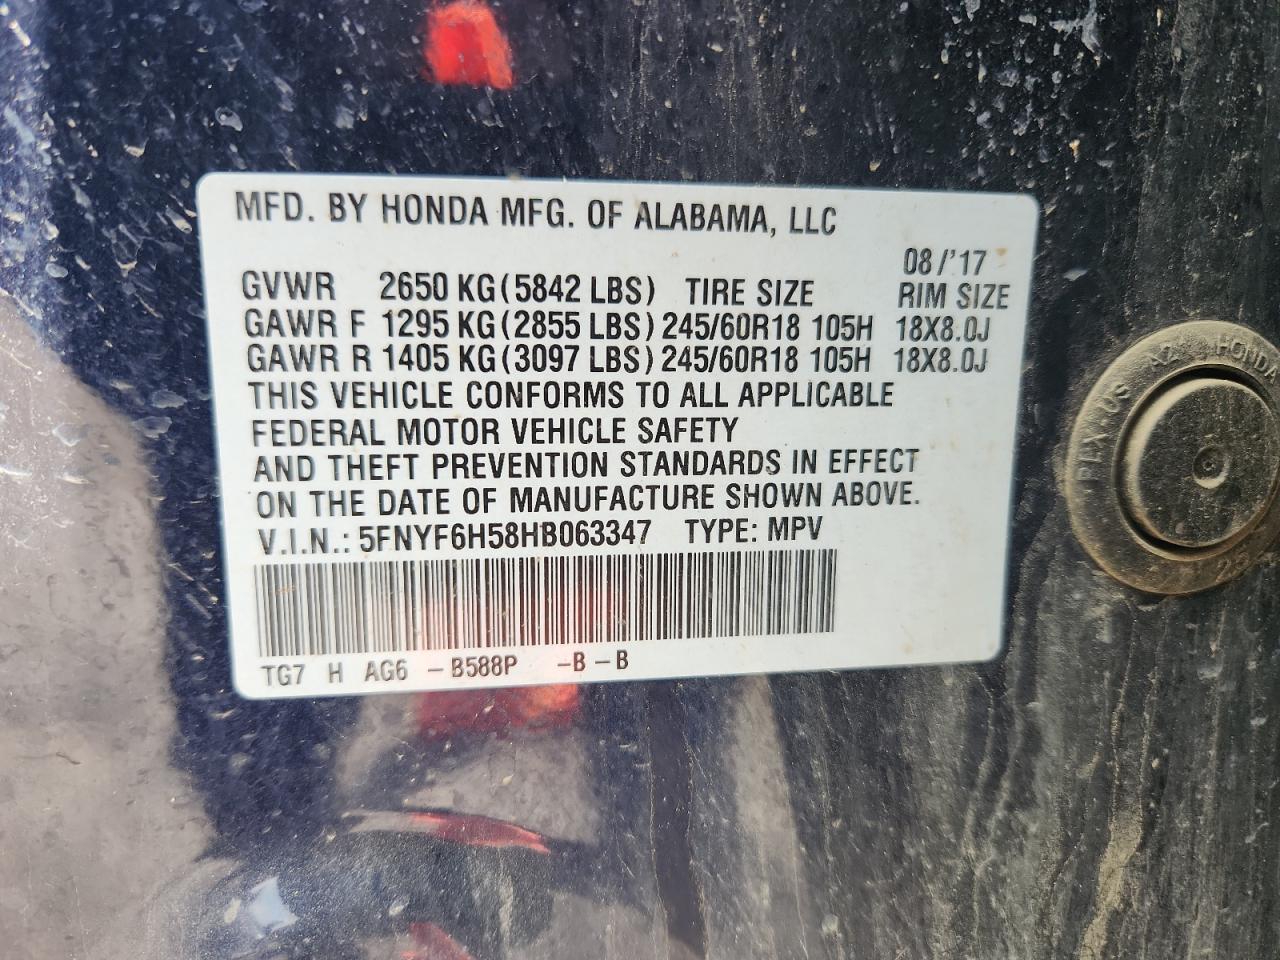 MFD. BY HONDA MFG. OF ALABAMA, LLC
08/'17
GVWR 2650 KG(5842 LBS) TIRE SIZE RIM SIZE
GAWR F 1295 KG(2855 LBS) 245/60R18 105H 18X8.0J
GAWR R 1405 KG(3097 LBS) 245/60R18 105H 18X8.0J
THIS VEHICLE CONFORMS TO ALL APPLICABLE
FEDERAL MOTOR VEHICLE SAFETY
AND THEFT PREVENTION STANDARDS IN EFFECT
ON THE DATE OF MANUFACTURE SHOWN ABOVE.
V.I.N.: 5FNYF6H58HB063347 TYPE: MPV
TG7 H AG6 -B588P -B-B
HONDA